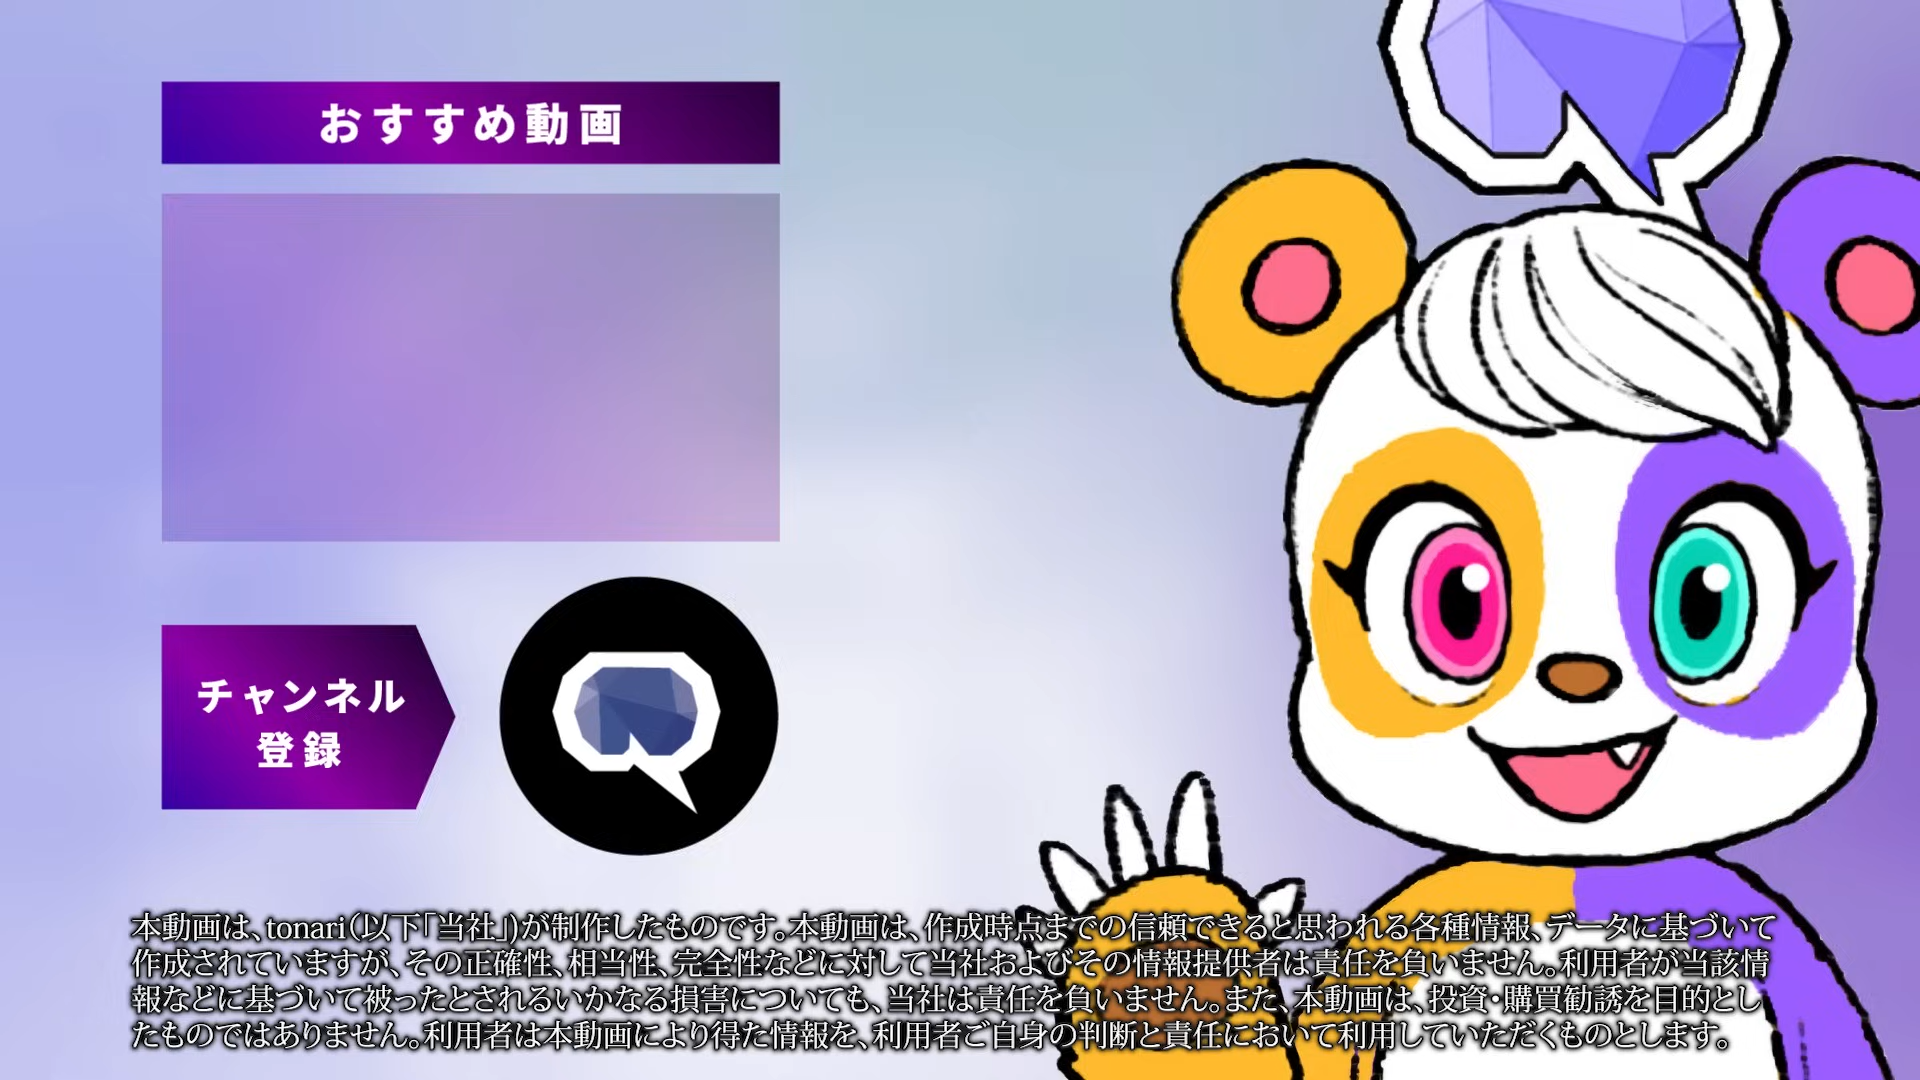 おすすめ動画
チャンネル
登録
本動画は、tonari（以下「当社」)が制作したものです。本動画は、作成時点までの信頼できると思われる各種情報、データに基づいて
作成されていますが、その正確性、相当性、完全性などに対して当社およびその情報提供者は責任を負いません。利用者が当該情
報などに基づいて被ったとされるいかなる損害についても、当社は責任を負いません。また、本動画は、投資・購買勧誘を目的とし
たものではありません。利用者は本動画により得た情報を、利用者ご自身の判断と責任において利用していただくものとします。